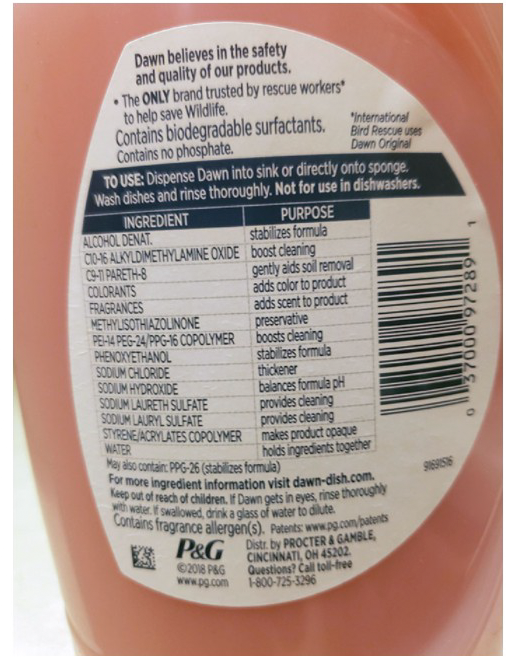 Dawn believes in the safety
and quality of our products.
• The ONLY brand trusted by rescue workers*
to help save Wildlife.
Contains biodegradable surfactants.
Contains no phosphate.
*International
Bird Rescue uses
Dawn Original
TO USE: Dispense Dawn into sink or directly onto sponge.
Wash dishes and rinse thoroughly. Not for use in dishwashers.
INGREDIENT PURPOSE
ALCOHOL DENAT. stabilizes formula
C10-16 ALKYLDIMETHYLAMINE OXIDE boost cleaning
C9-11 PARETH-8 gently aids soil removal
COLORANTS adds color to product
FRAGRANCES adds scent to product
METHYLISOTHIAZOLINONE preservative
PEI-14 PEG-24/PPG-16 COPOLYMER boosts cleaning
PHENOXYETHANOL stabilizes formula
SODIUM CHLORIDE thickener
SODIUM HYDROXIDE balances formula pH
SODIUM LAURETH SULFATE provides cleaning
SODIUM LAURYL SULFATE provides cleaning
STYRENE/ACRYLATES COPOLYMER makes product opaque
WATER holds ingredients together
May also contain: PPG-26 (stabilizes formula)
For more ingredient information visit dawn-dish.com.
Keep out of reach of children. If Dawn gets in eyes, rinse thoroughly
with water. If swallowed, drink a glass of water to dilute.
Contains fragrance allergen(s). Patents: www.pg.com/patents
P&G
©2018 P&G
www.pg.com
Distr. by PROCTER & GAMBLE,
CINCINNATI, OH 45202.
Questions? Call toll-free
1-800-725-3296
0 37000 97289 1
91691516